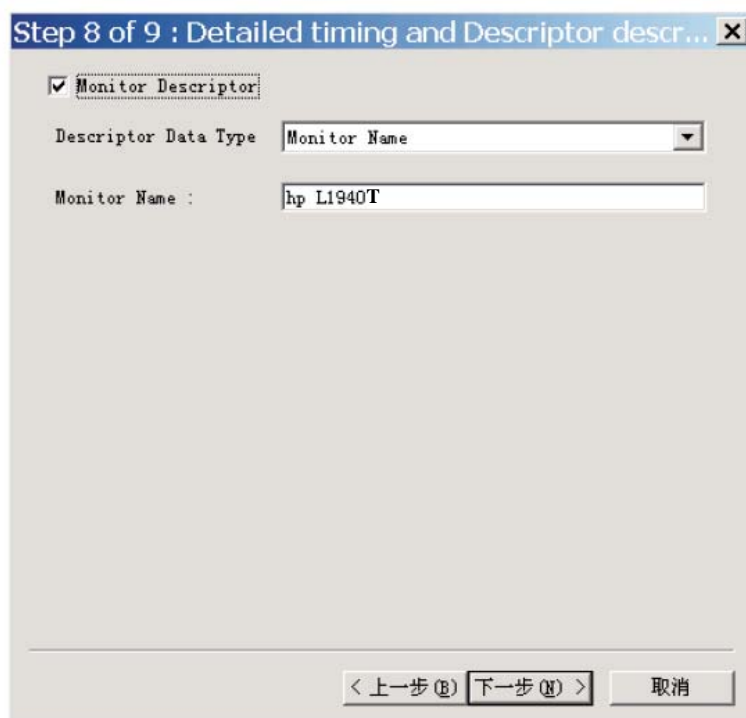 Step 8 of 9 : Detailed timing and Descriptor descr...
Monitor Descriptor
Descriptor Data Type Monitor Name
Monitor Name : hp L1940T
< 上一步(B) 下一步(N) > 取消